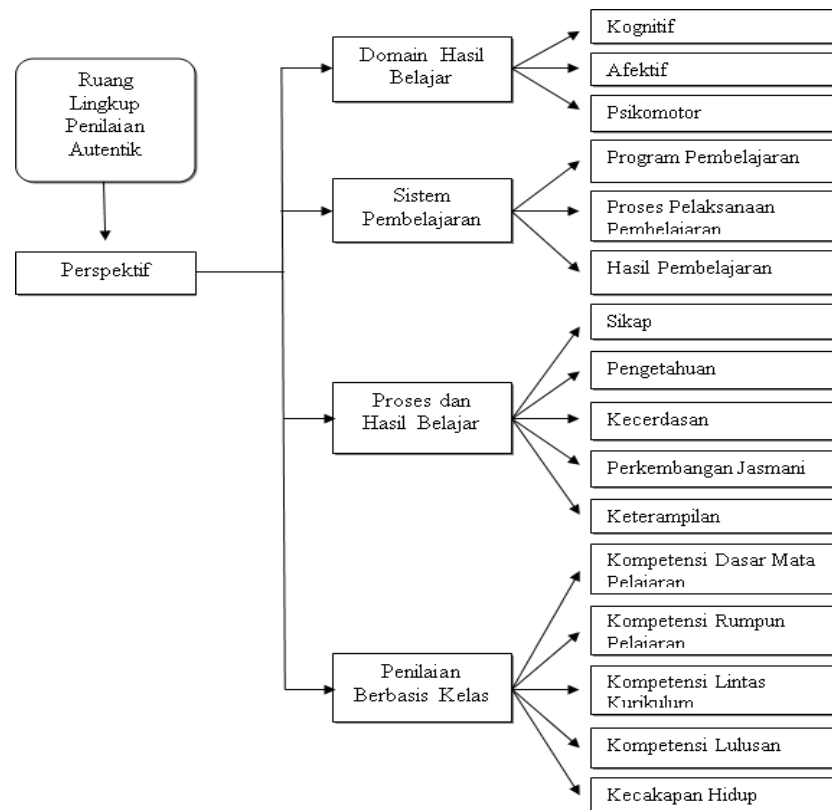 Ruang
Lingkup
Penilaian
Autentik
Perspektif
Domain Hasil
Belajar
Kognitif
Afektif
Psikomotor
Sistem
Pembelajaran
Program Pembelajaran
Proses Pelaksanaan
Pembelajaran
Hasil Pembelajaran
Proses dan
Hasil Belajar
Sikap
Pengetahuan
Kecerdasan
Perkembangan Jasmani
Keterampilan
Penilaian
Berbasis Kelas
Kompetensi Dasar Mata
Pelajaran
Kompetensi Rumpun
Pelajaran
Kompetensi Lintas
Kurikulum
Kompetensi Lulusan
Kecakapan Hidup